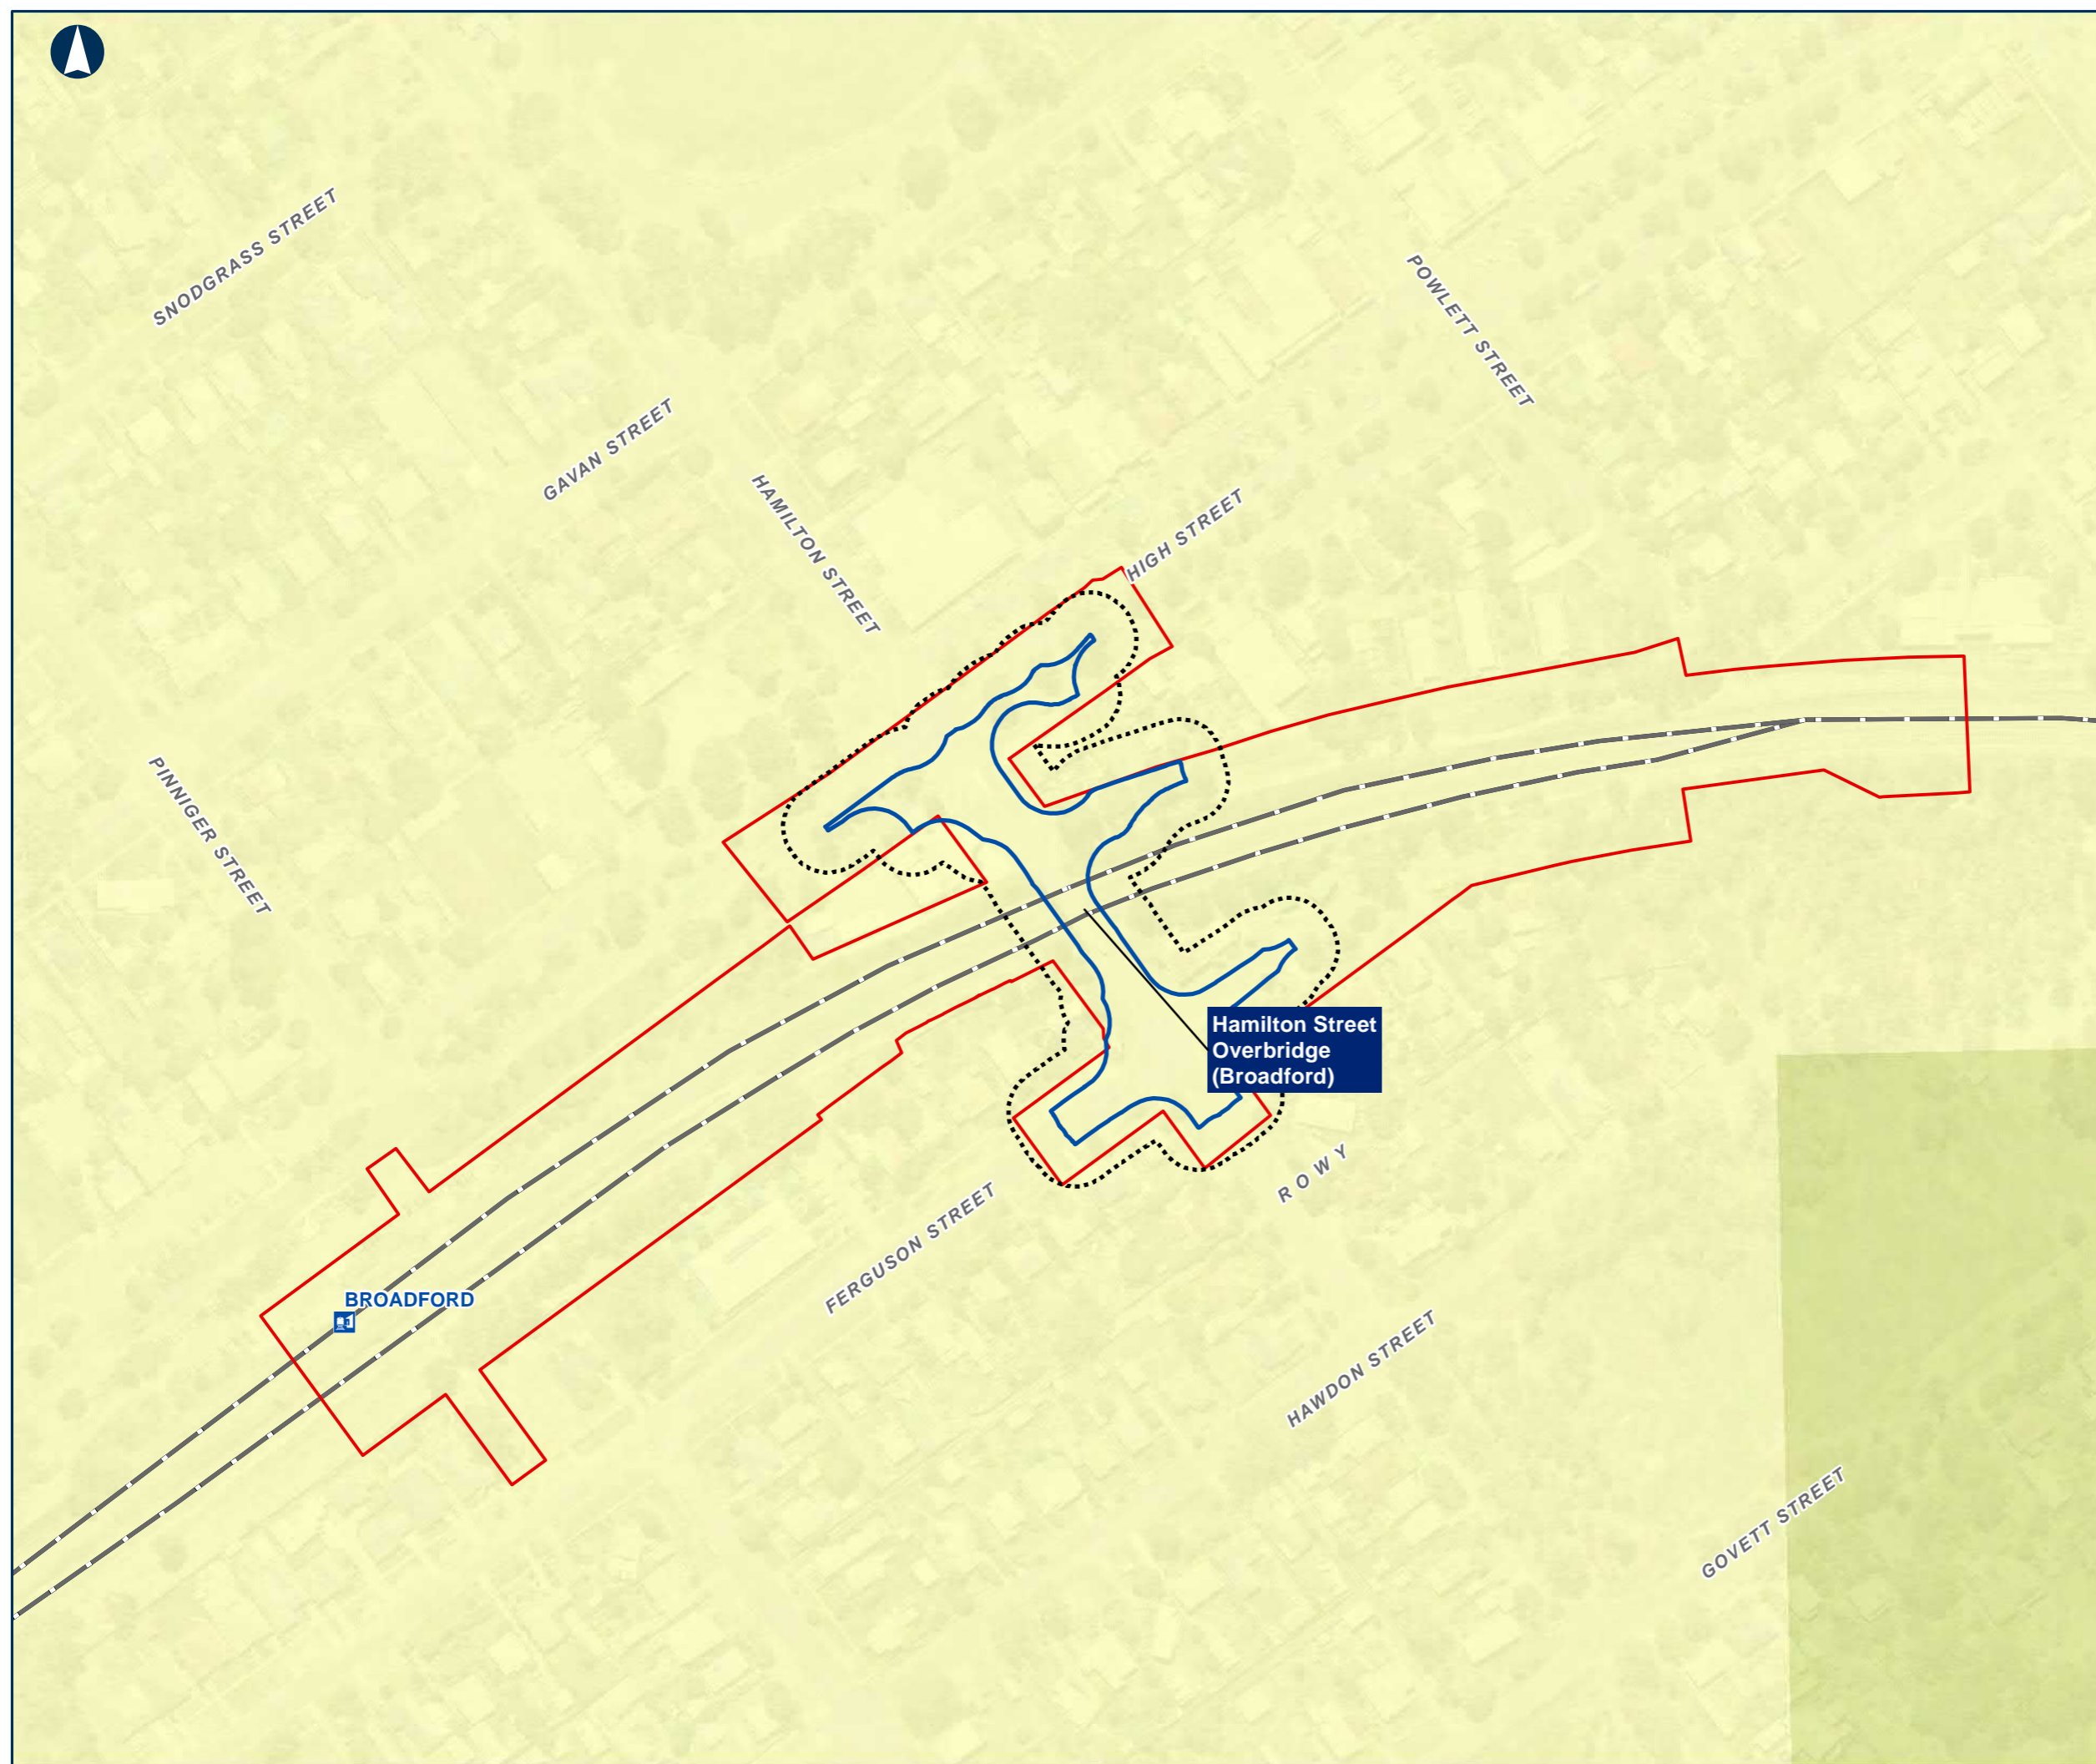 SNODGRASS STREET
POWLETT STREET
GAVAN STREET
HAMILTON STREET
HIGH STREET
PINNIGER STREET
Hamilton Street
Overbridge
(Broadford)
ROWY
FERGUSON STREET
BROADFORD
HAWDON STREET
GOVETT STREET